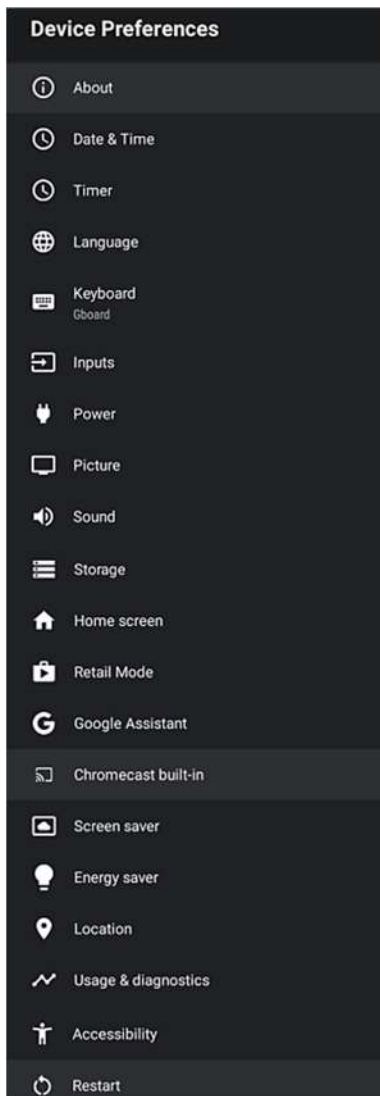 Device Preferences
About
Date & Time
Timer
Language
Keyboard
Gboard
Inputs
Power
Picture
Sound
Storage
Home screen
Retail Mode
Google Assistant
Chromecast built-in
Screen saver
Energy saver
Location
Usage & diagnostics
Accessibility
Restart